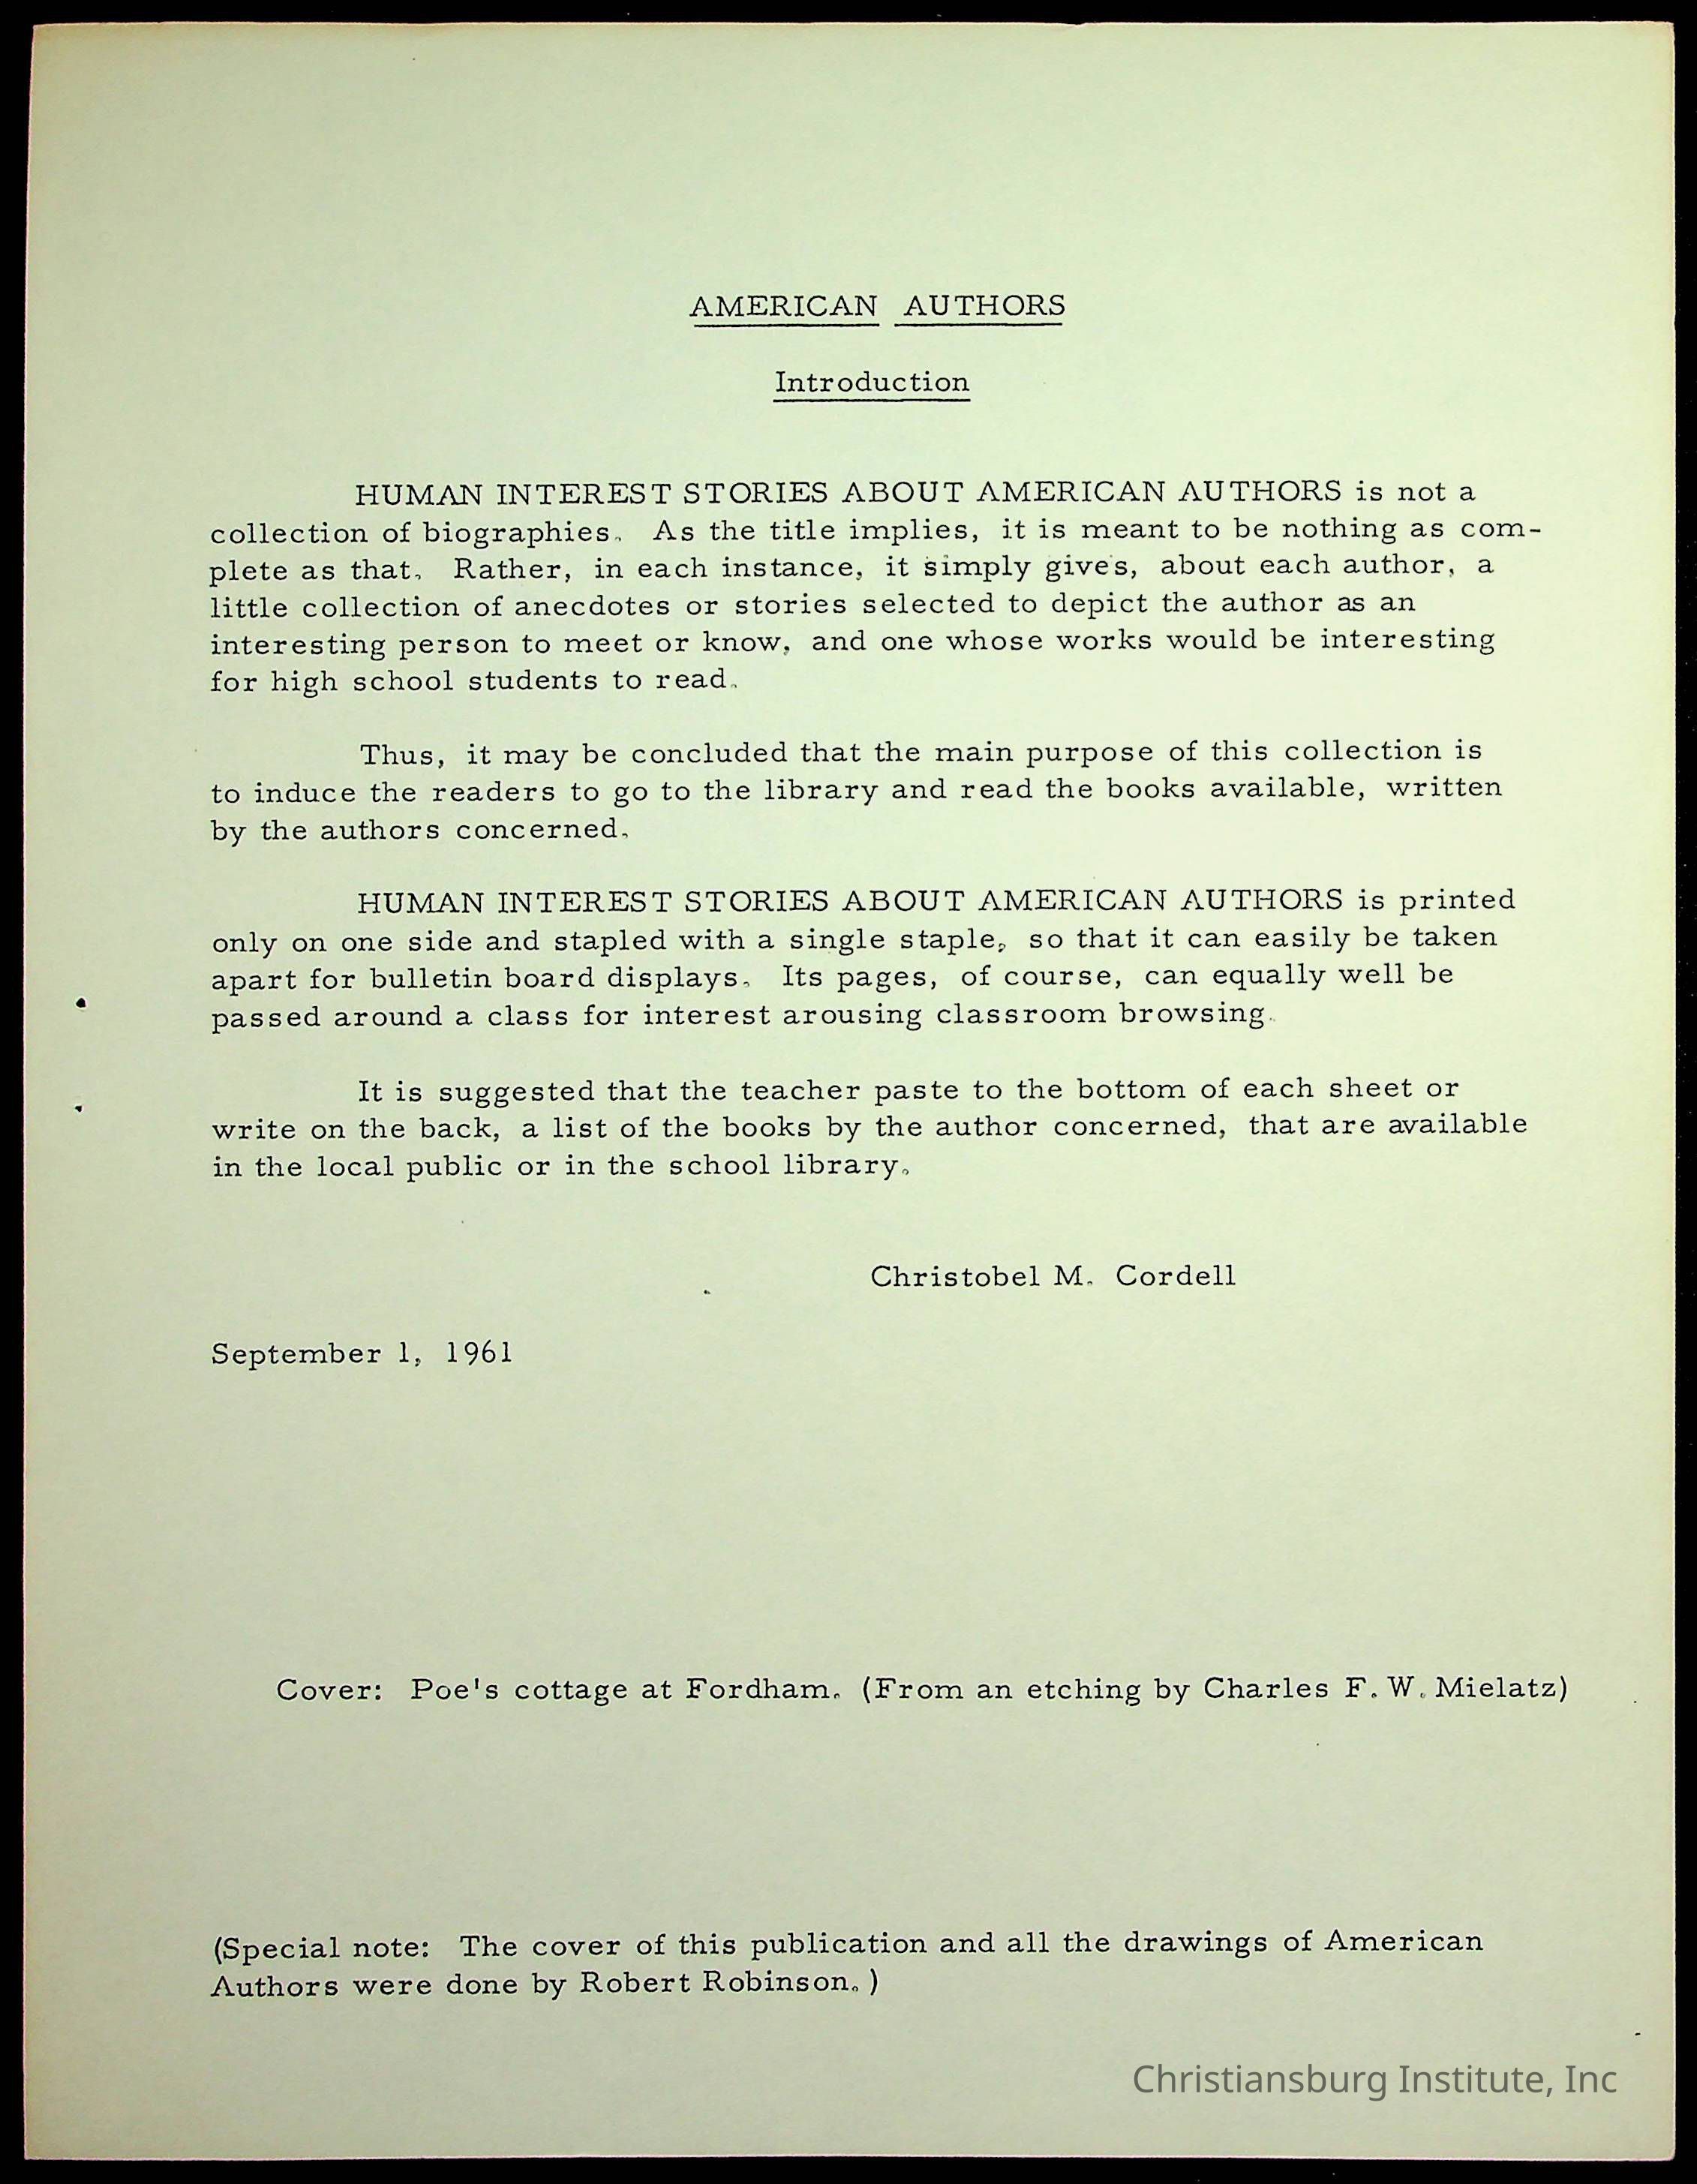 AMERICAN AUTHORS
Introduction
HUMAN INTEREST STORIES ABOUT AMERICAN AUTHORS is not a
collection of biographies. As the title implies, it is meant to be nothing as com-
plete as that. Rather, in each instance, it simply gives, about each author, a
little collection of anecdotes or stories selected to depict the author as an
interesting person to meet or know, and one whose works would be interesting
for high school students to read.
Thus, it may be concluded that the main purpose of this collection is
to induce the readers to go to the library and read the books available, written
by the authors concerned.
HUMAN INTEREST STORIES ABOUT AMERICAN AUTHORS is printed
only on one side and stapled with a single staple, so that it can easily be taken
apart for bulletin board displays. Its pages, of course, can equally well be
passed around a class for interest arousing classroom browsing.
It is suggested that the teacher paste to the bottom of each sheet or
write on the back, a list of the books by the author concerned, that are available
in the local public or in the school library.
Christobel M. Cordell
September 1, 1961
Cover: Poe's cottage at Fordham. (From an etching by Charles F. W. Mielatz)
(Special note: The cover of this publication and all the drawings of American
Authors were done by Robert Robinson.)
Christiansburg Institute, Inc